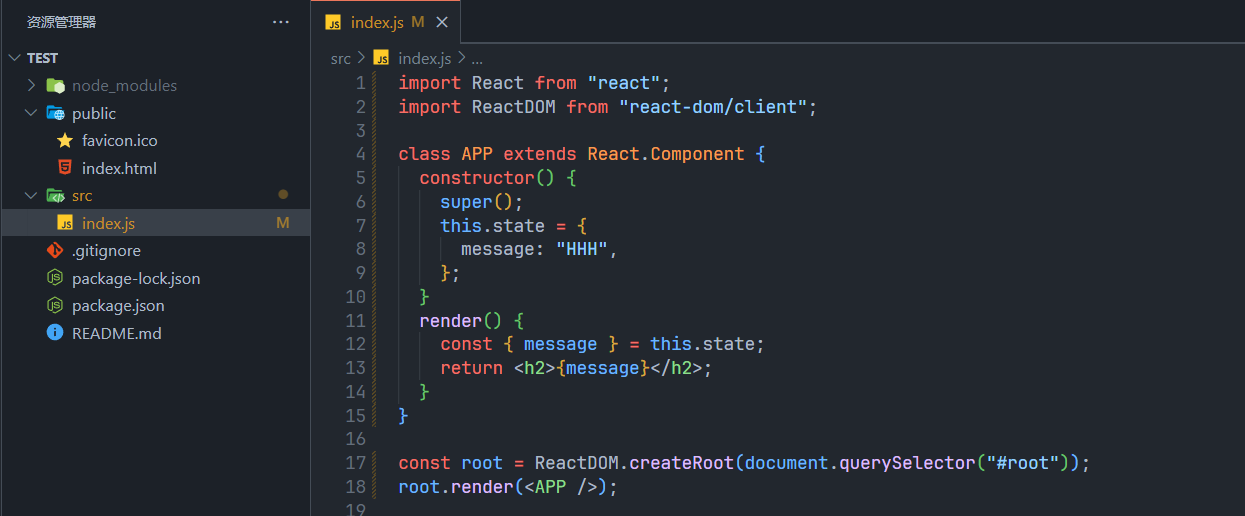 资源管理器
TEST
node_modules
public
favicon.ico
index.html
src
index.js M
.gitignore
package-lock.json
package.json
README.md
JS index.js M
src > JS index.js > ...
1 import React from "react";
2 import ReactDOM from "react-dom/client";
3
4 class APP extends React.Component {
5   constructor() {
6     super();
7     this.state = {
8       message: "HHH",
9     };
10   }
11   render() {
12     const { message } = this.state;
13     return <h2>{message}</h2>;
14   }
15 }
16
17 const root = ReactDOM.createRoot(document.querySelector("#root"));
18 root.render(<APP />);
19